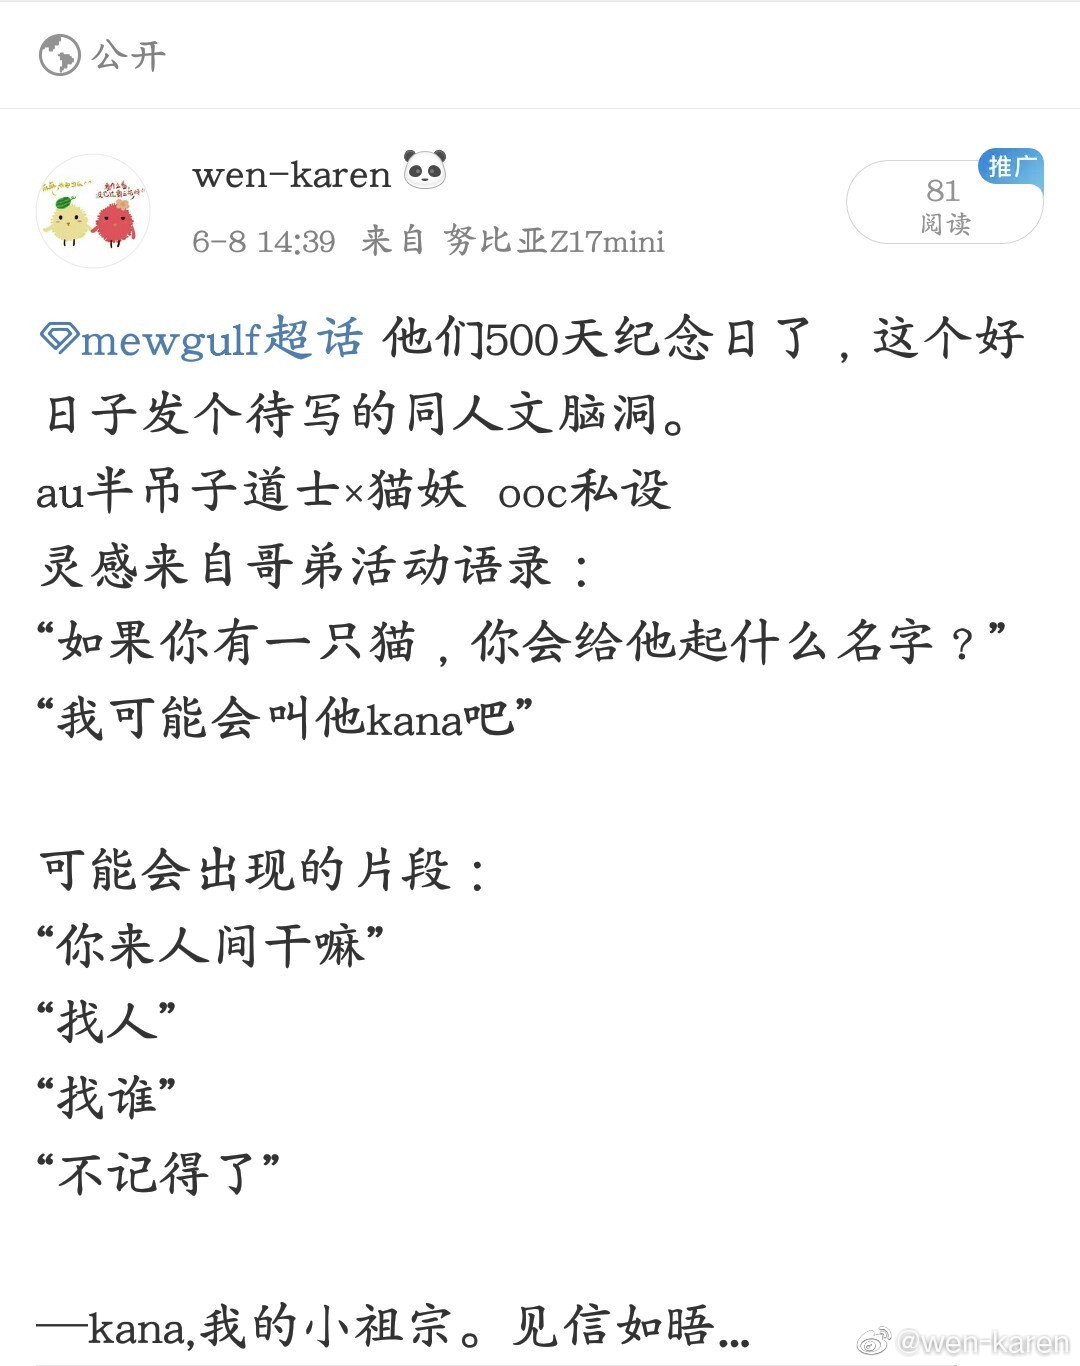 公开
wen-karen
推广
81
阅读
6-8 14:39 来自 努比亚Z17mini
mewgulf超话 他们500天纪念日了，这个好
日子发个待写的同人文脑洞。
au半吊子道士×猫妖 ooc私设
灵感来自哥弟活动语录：
“如果你有一只猫，你会给他起什么名字？”
“我可能会叫他kana吧”
可能会出现的片段：
“你来人间干嘛”
“找人”
“找谁”
“不记得了”
——kana,我的小祖宗。见信如晤...
@wen-karen